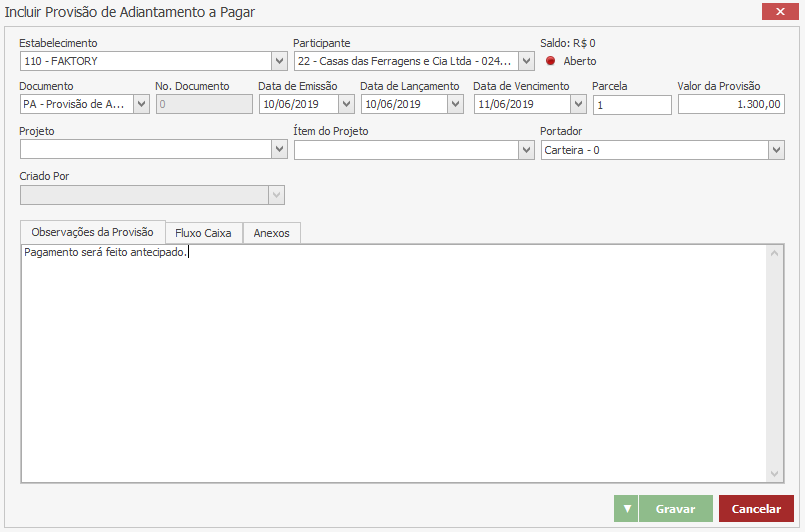 Incluir Provisão de Adiantamento a Pagar
Estabelecimento Participante Saldo: R$ 0
110 - FAKTORY 22 - Casas das Ferragens e Cia Ltda - 024... Aberto
Documento No. Documento Data de Emissão Data de Lançamento Data de Vencimento Parcela Valor da Provisão
PA - Provisão de A... 0 10/06/2019 10/06/2019 11/06/2019 1 1.300,00
Projeto Ítem do Projeto Portador
Carteira - 0
Criado Por
Observações da Provisão Fluxo Caixa Anexos
Pagamento será feito antecipado.
Gravar Cancelar